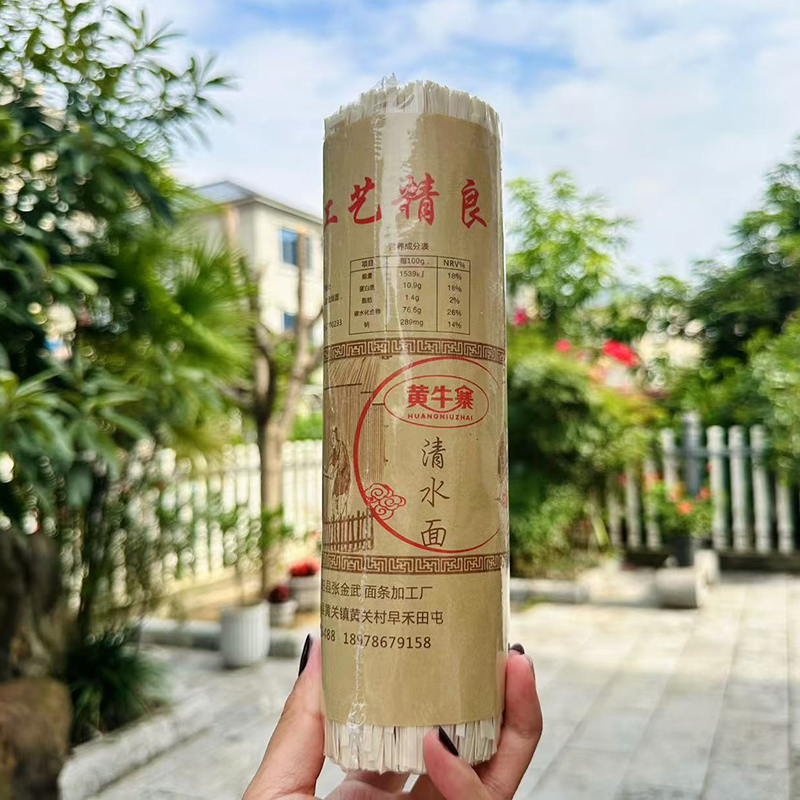 工艺精良
营养成分表
项目 每100g NRV%
能量 1539kJ 18%
蛋白质 10.9g 18%
脂肪 1.4g 2%
碳水化合物 76.6g 26%
钠 289mg 14%
70233
黄牛寨
HUANGNIUZHAI
清
水
面
县张金武 面条加工厂
黄关镇黄关村早禾田屯
488 18978679158